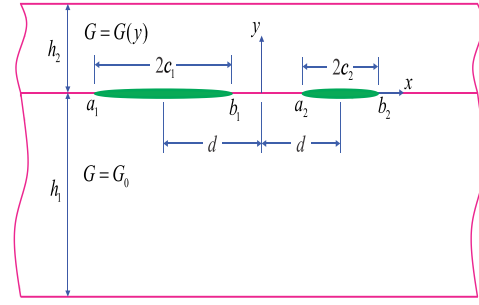 h₂
G = G(y)
y
2c₁
2c₂
x
a₁
b₁
a₂
b₂
d
d
h₁
G = G₀